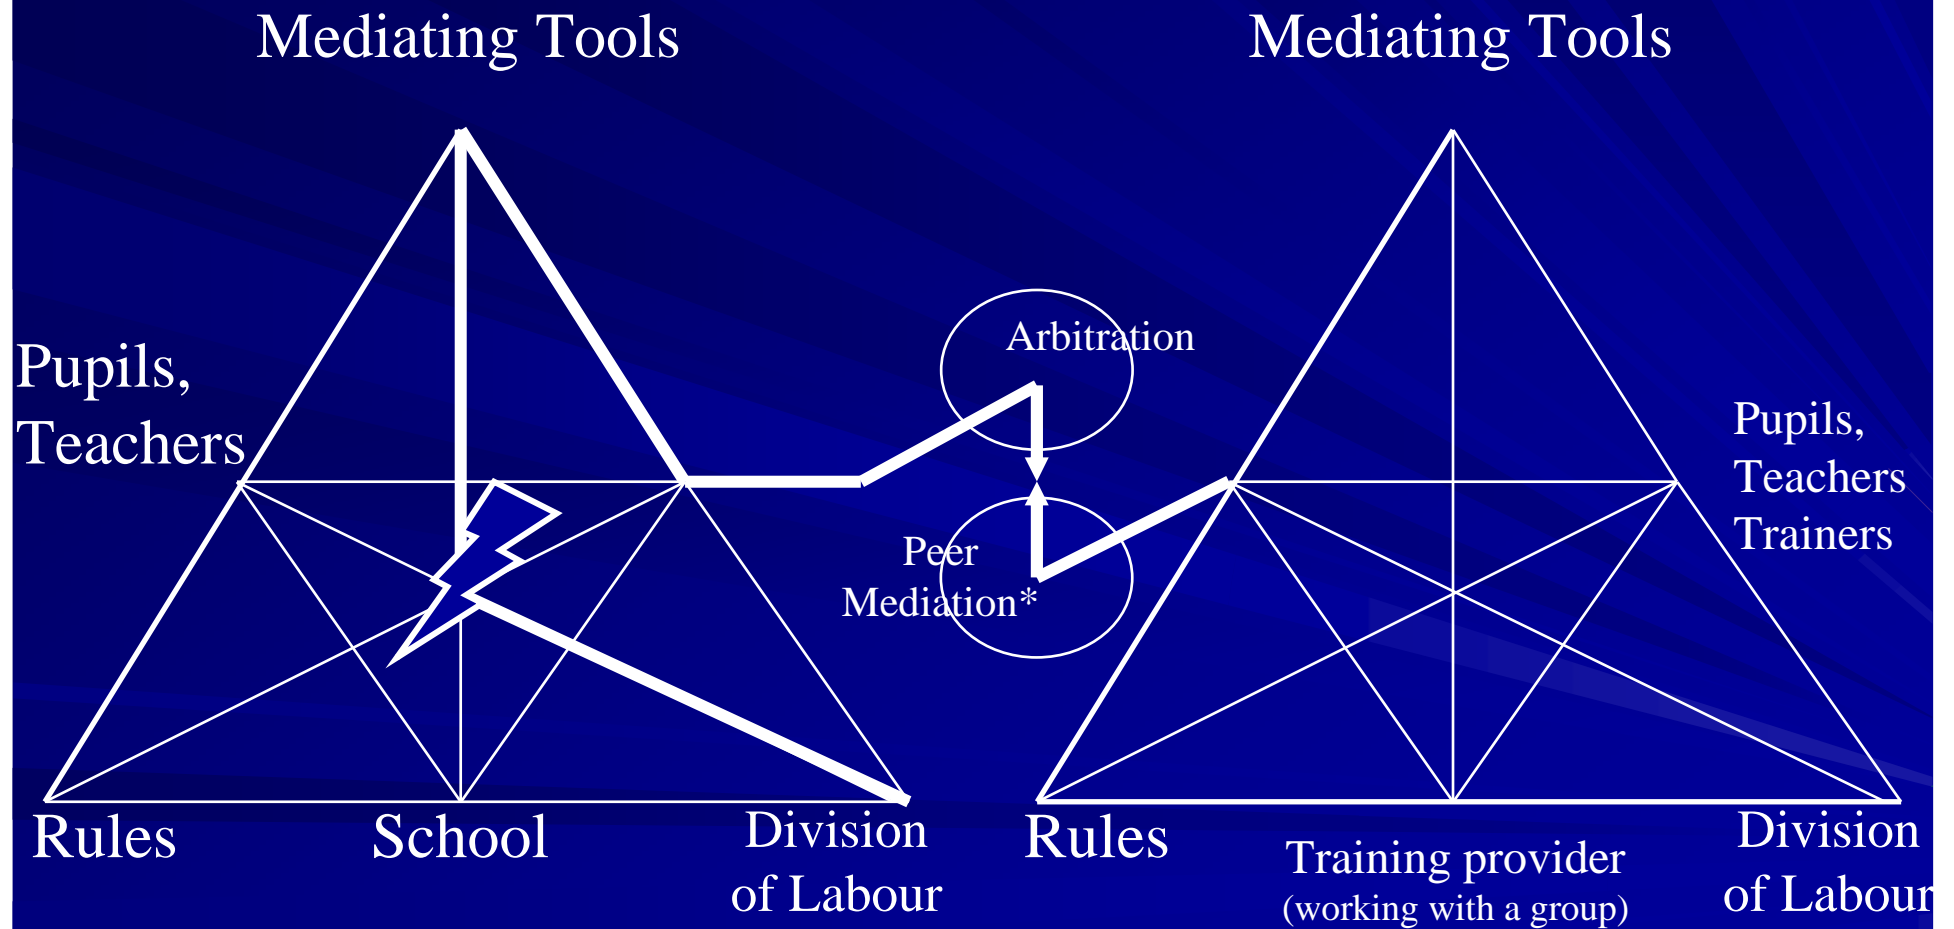 Mediating Tools
Mediating Tools
Arbitration
Pupils,
Teachers
Pupils,
Teachers
Trainers
Peer
Mediation*
Rules
School
Division
of Labour
Rules
Training provider
(working with a group)
Division
of Labour